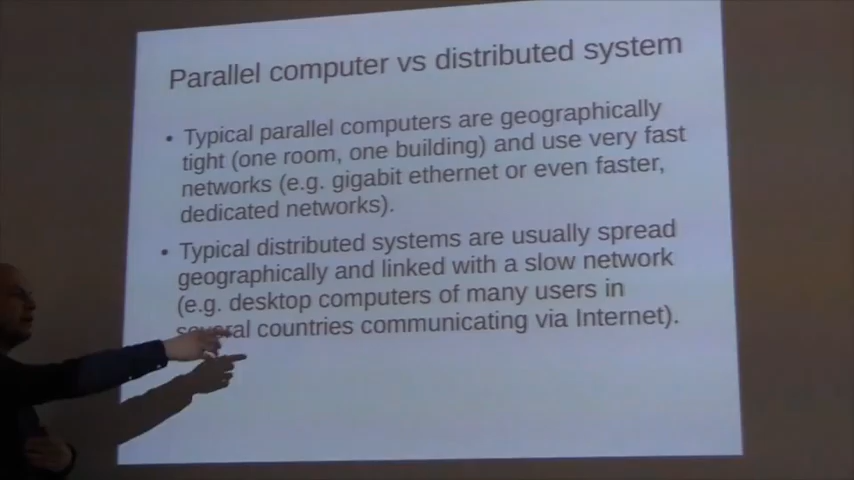 Parallel computer vs distributed system
• Typical parallel computers are geographically
tight (one room, one building) and use very fast
networks (e.g. gigabit ethernet or even faster,
dedicated networks).
• Typical distributed systems are usually spread
geographically and linked with a slow network
(e.g. desktop computers of many users in
several countries communicating via Internet).